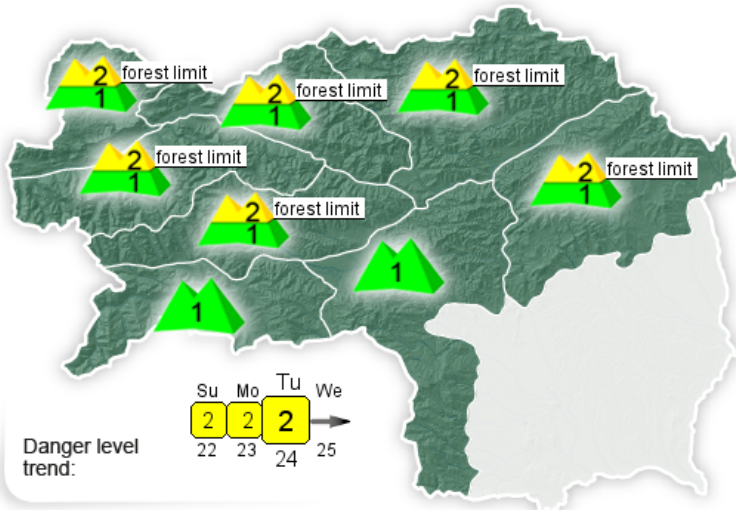 2 forest limit
1
2 forest limit
1
2 forest limit
1
2 forest limit
1
2 forest limit
1
2 forest limit
1
1
1
Su Mo Tu We
2 2 2
22 23 24 25
Danger level
trend: